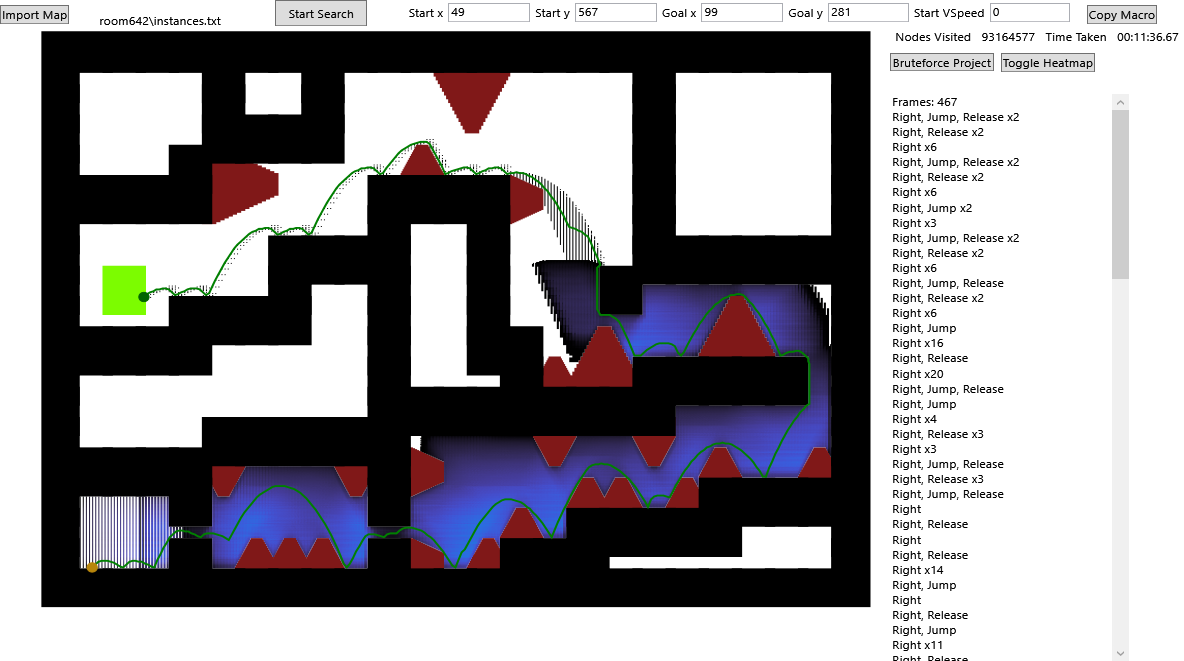 Import Map
room642\instances.txt
Start Search
Start x 49 Start y 567 Goal x 99 Goal y 281 Start VSpeed 0
Copy Macro
Nodes Visited 93164577 Time Taken 00:11:36.67
Bruteforce Project Toggle Heatmap
Frames: 467
Right, Jump, Release x2
Right, Release x2
Right x6
Right, Jump, Release x2
Right, Release x2
Right x6
Right, Jump x2
Right x3
Right, Jump, Release x2
Right, Release x2
Right x6
Right, Jump, Release
Right, Release x2
Right x6
Right, Jump
Right x16
Right, Release
Right x20
Right, Jump, Release
Right, Jump
Right x4
Right, Release x3
Right x3
Right, Jump, Release
Right, Release x3
Right, Jump, Release
Right
Right, Release
Right
Right, Release
Right x14
Right, Jump
Right
Right, Release
Right, Jump
Right x11
Right, Release